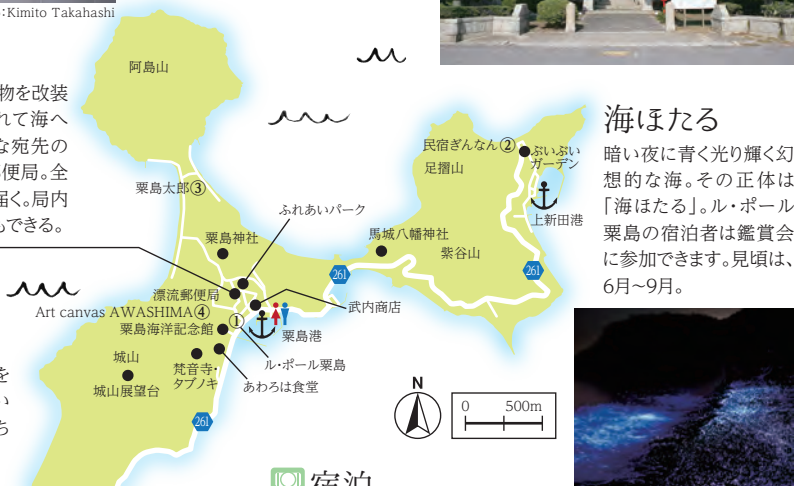 :Kimito Takahashi
物を改装
れて海へ
な宛先の
便局。全
届く。局内
もできる。
を
い
ち
阿島山
粟島太郎③
ふれあいパーク
粟島神社
馬城八幡神社
民宿ぎんなん②
ぶいぶい
ガーデン
足摺山
上新田港
紫谷山
261
261
漂流郵便局
武内商店
Art canvas AWASHIMA④
粟島海洋記念館
①
粟島港
城山
城山展望台
梵音寺・
タブノキ
ル・ポール粟島
あわろは食堂
261
N
0 500m
海ほたる
暗い夜に青く光り輝く幻
想的な海。その正体は
「海ほたる」。ル・ポール
粟島の宿泊者は鑑賞会
に参加できます。見頃は、
6月~9月。
宿泊